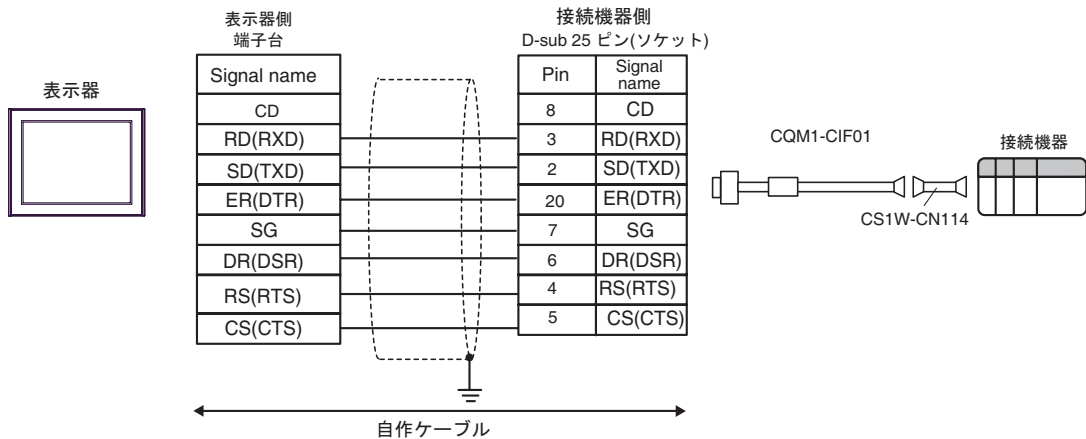 表示器
表示器側
端子台
Signal name
CD
RD(RXD)
SD(TXD)
ER(DTR)
SG
DR(DSR)
RS(RTS)
CS(CTS)
接続機器側
D-sub 25 ピン(ソケット)
Pin Signal name
8 CD
3 RD(RXD)
2 SD(TXD)
20 ER(DTR)
7 SG
6 DR(DSR)
4 RS(RTS)
5 CS(CTS)
自作ケーブル
CQM1-CIF01
CS1W-CN114
接続機器